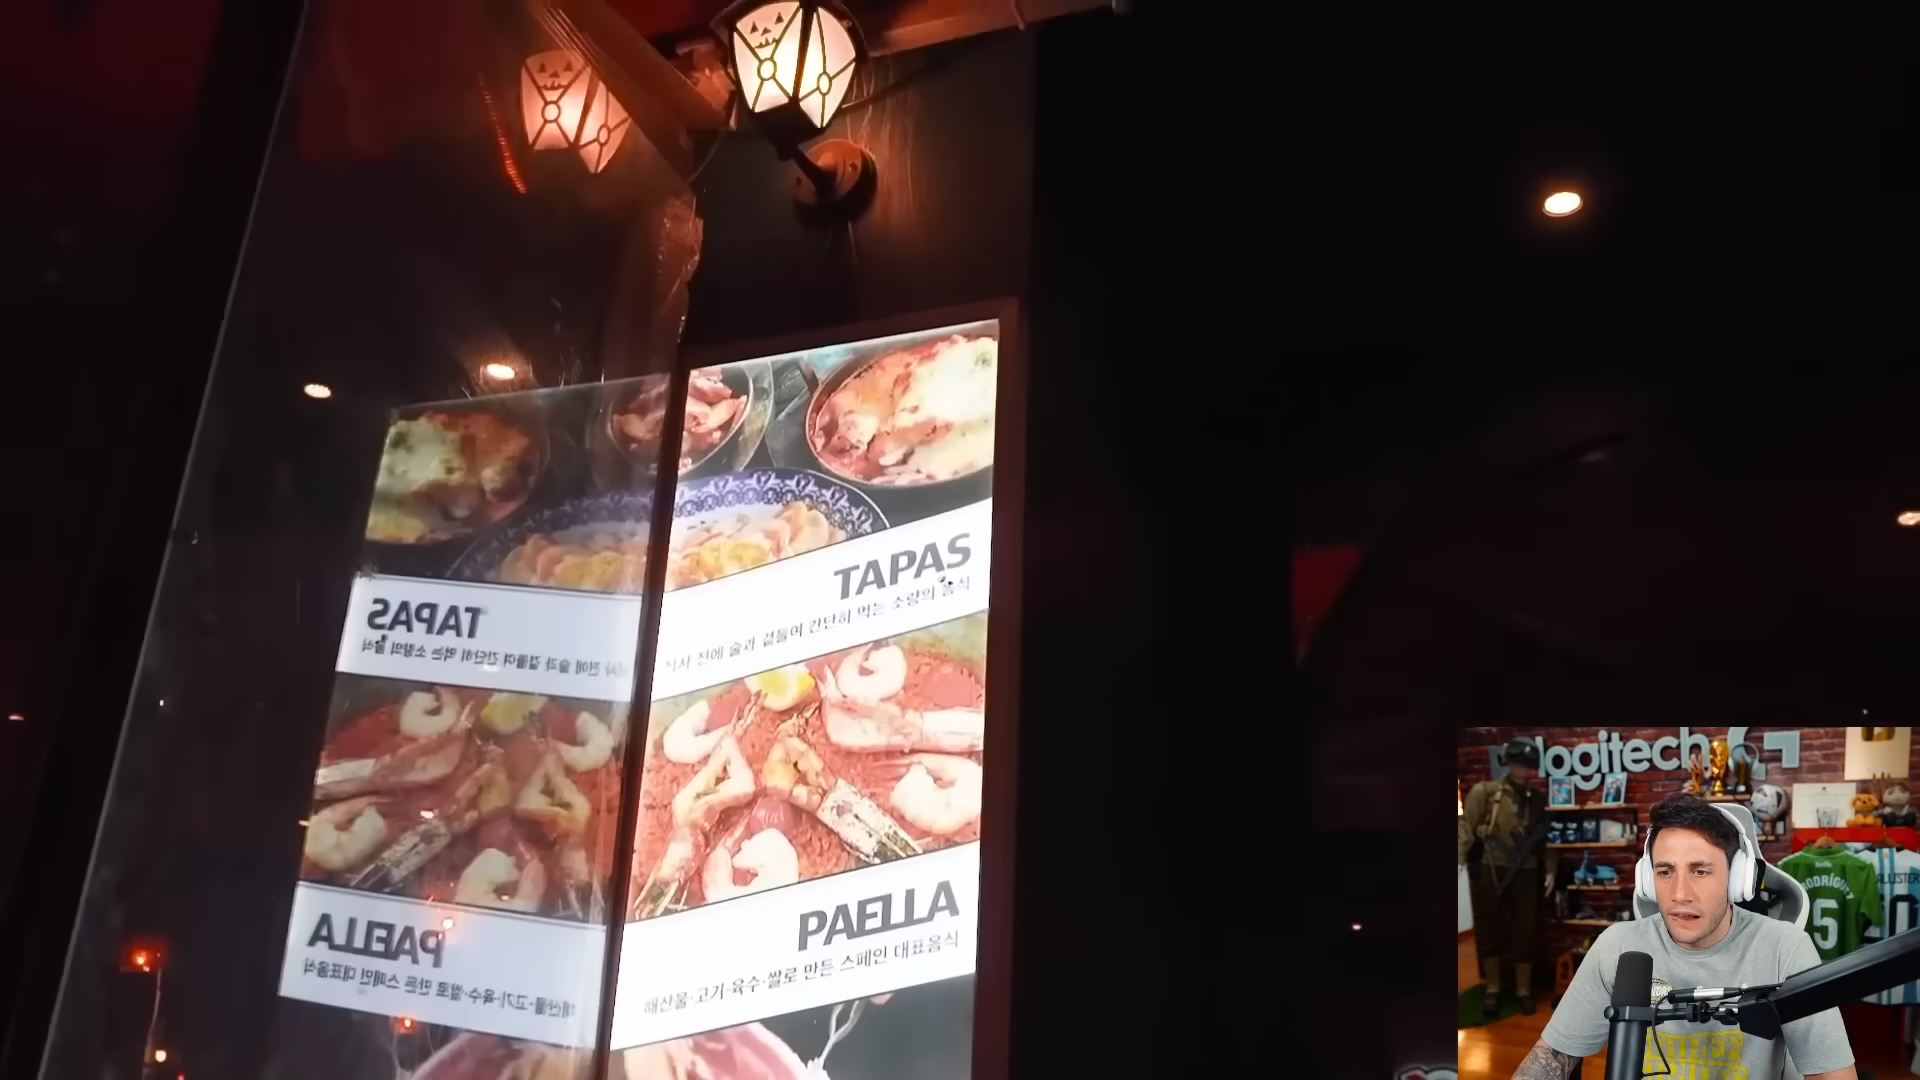 TAPAS
식사 전에 술과 곁들여 간단히 먹는 소량의 음식
PAELLA
해산물·고기·육수·쌀로 만든 스페인 대표음식
logitech
RODRÍGUEZ
5